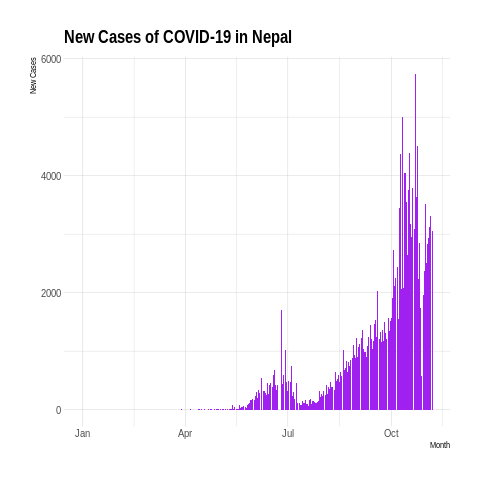 New Cases of COVID-19 in Nepal
New Cases
6000
4000
2000
0
Jan Apr Jul Oct
Month